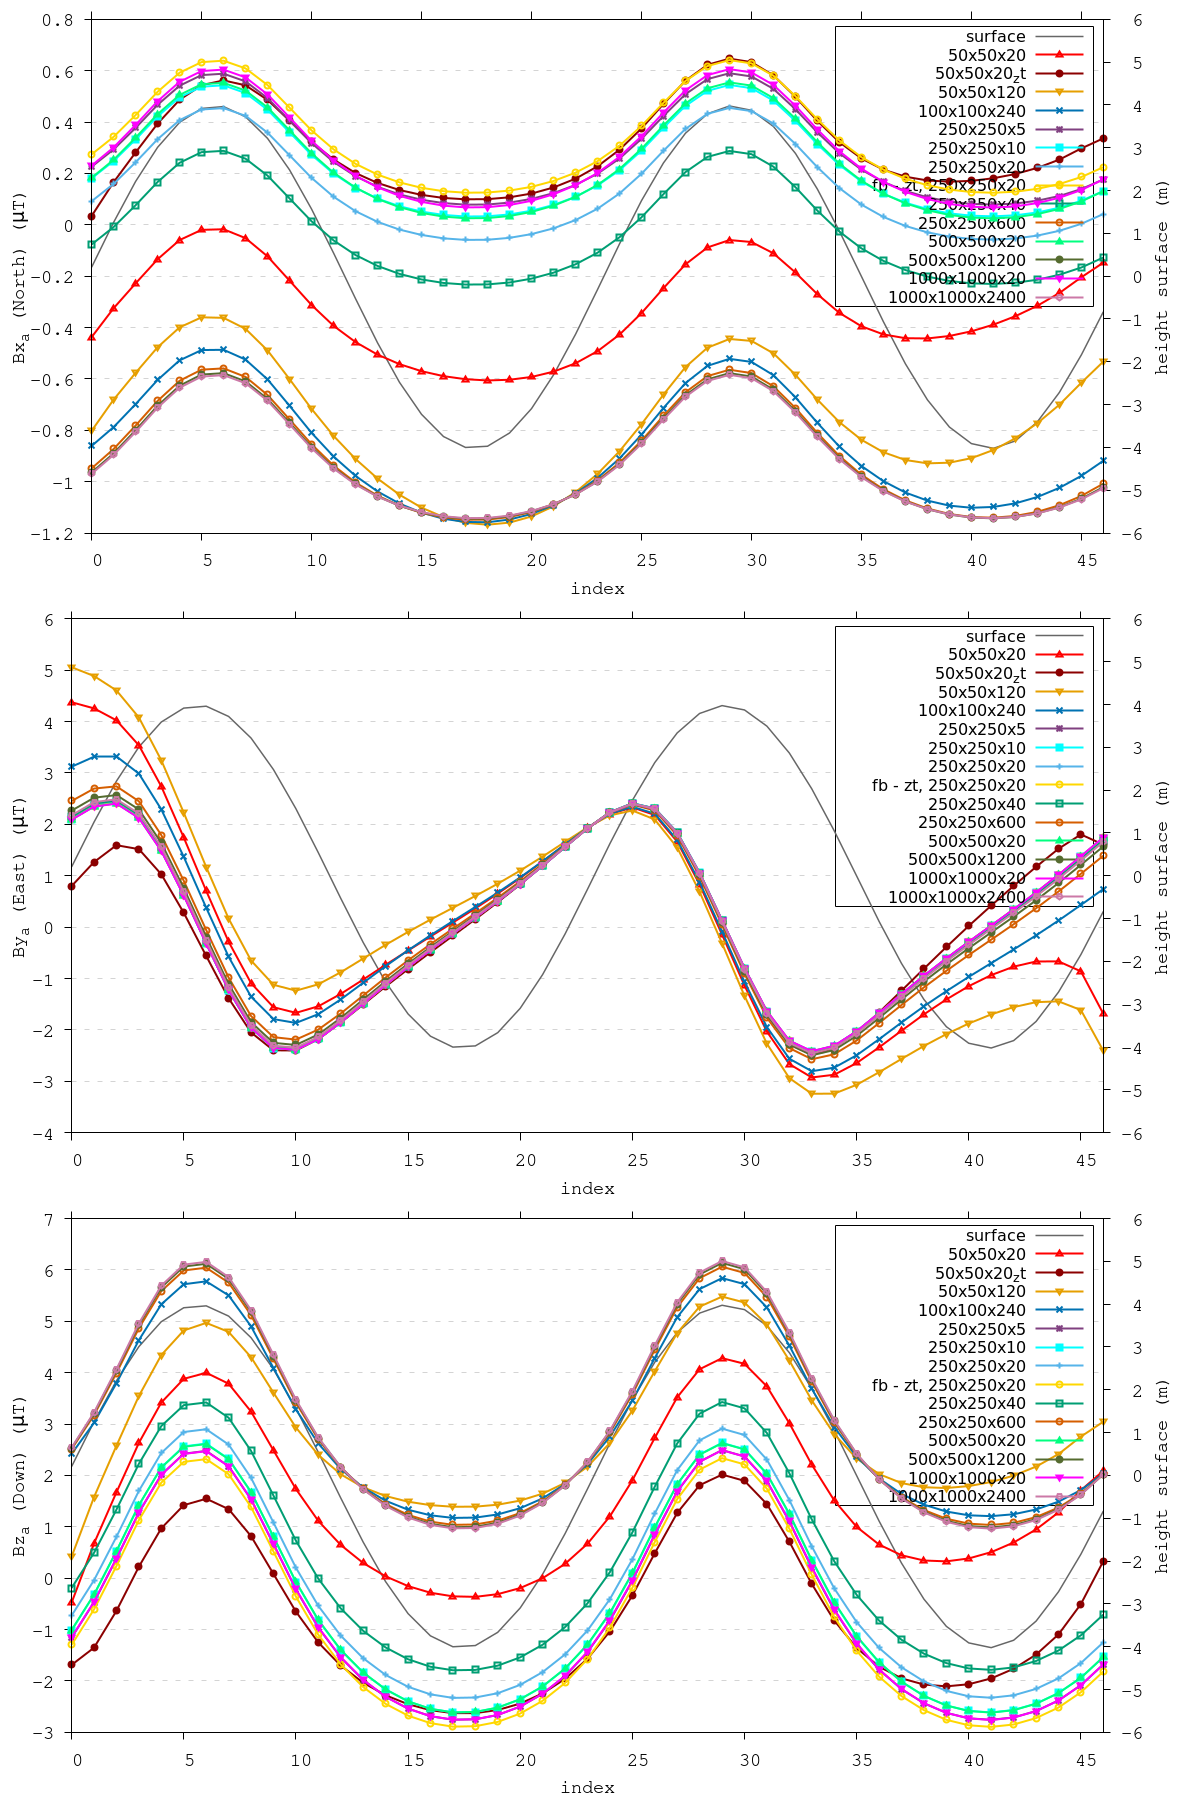 0.8
0.6
0.4
0.2
0
-0.2
-0.4
-0.6
-0.8
-1
-1.2
Bxa (North) (µT)
6
5
4
3
2
1
0
-1
-2
-3
-4
-5
-6
height surface (m)
surface
50x50x20
50x50x20zt
50x50x120
100x100x240
250x250x5
250x250x10
250x250x20
fb - zt, 250x250x20
250x250x40
250x250x600
500x500x20
500x500x1200
1000x1000x20
1000x1000x2400
0 5 10 15 20 25 30 35 40 45
index
6
5
4
3
2
1
0
-1
-2
-3
-4
Bya (East) (µT)
6
5
4
3
2
1
0
-1
-2
-3
-4
-5
-6
height surface (m)
surface
50x50x20
50x50x20zt
50x50x120
100x100x240
250x250x5
250x250x10
250x250x20
fb - zt, 250x250x20
250x250x40
250x250x600
500x500x20
500x500x1200
1000x1000x20
1000x1000x2400
0 5 10 15 20 25 30 35 40 45
index
7
6
5
4
3
2
1
0
-1
-2
-3
Bza (Down) (µT)
6
5
4
3
2
1
0
-1
-2
-3
-4
-5
-6
height surface (m)
surface
50x50x20
50x50x20zt
50x50x120
100x100x240
250x250x5
250x250x10
250x250x20
fb - zt, 250x250x20
250x250x40
250x250x600
500x500x20
500x500x1200
1000x1000x20
1000x1000x2400
0 5 10 15 20 25 30 35 40 45
index